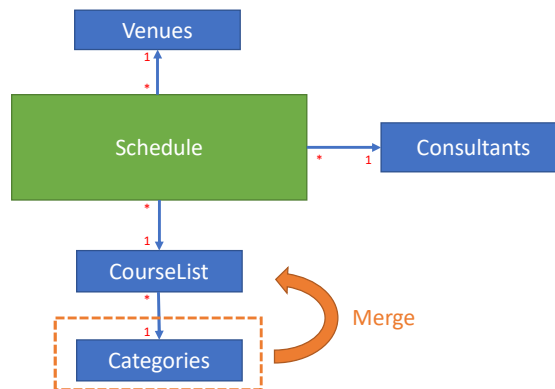 Venues
1
*
Schedule
* 1
Consultants
*
1
CourseList
*
Merge
1
Categories